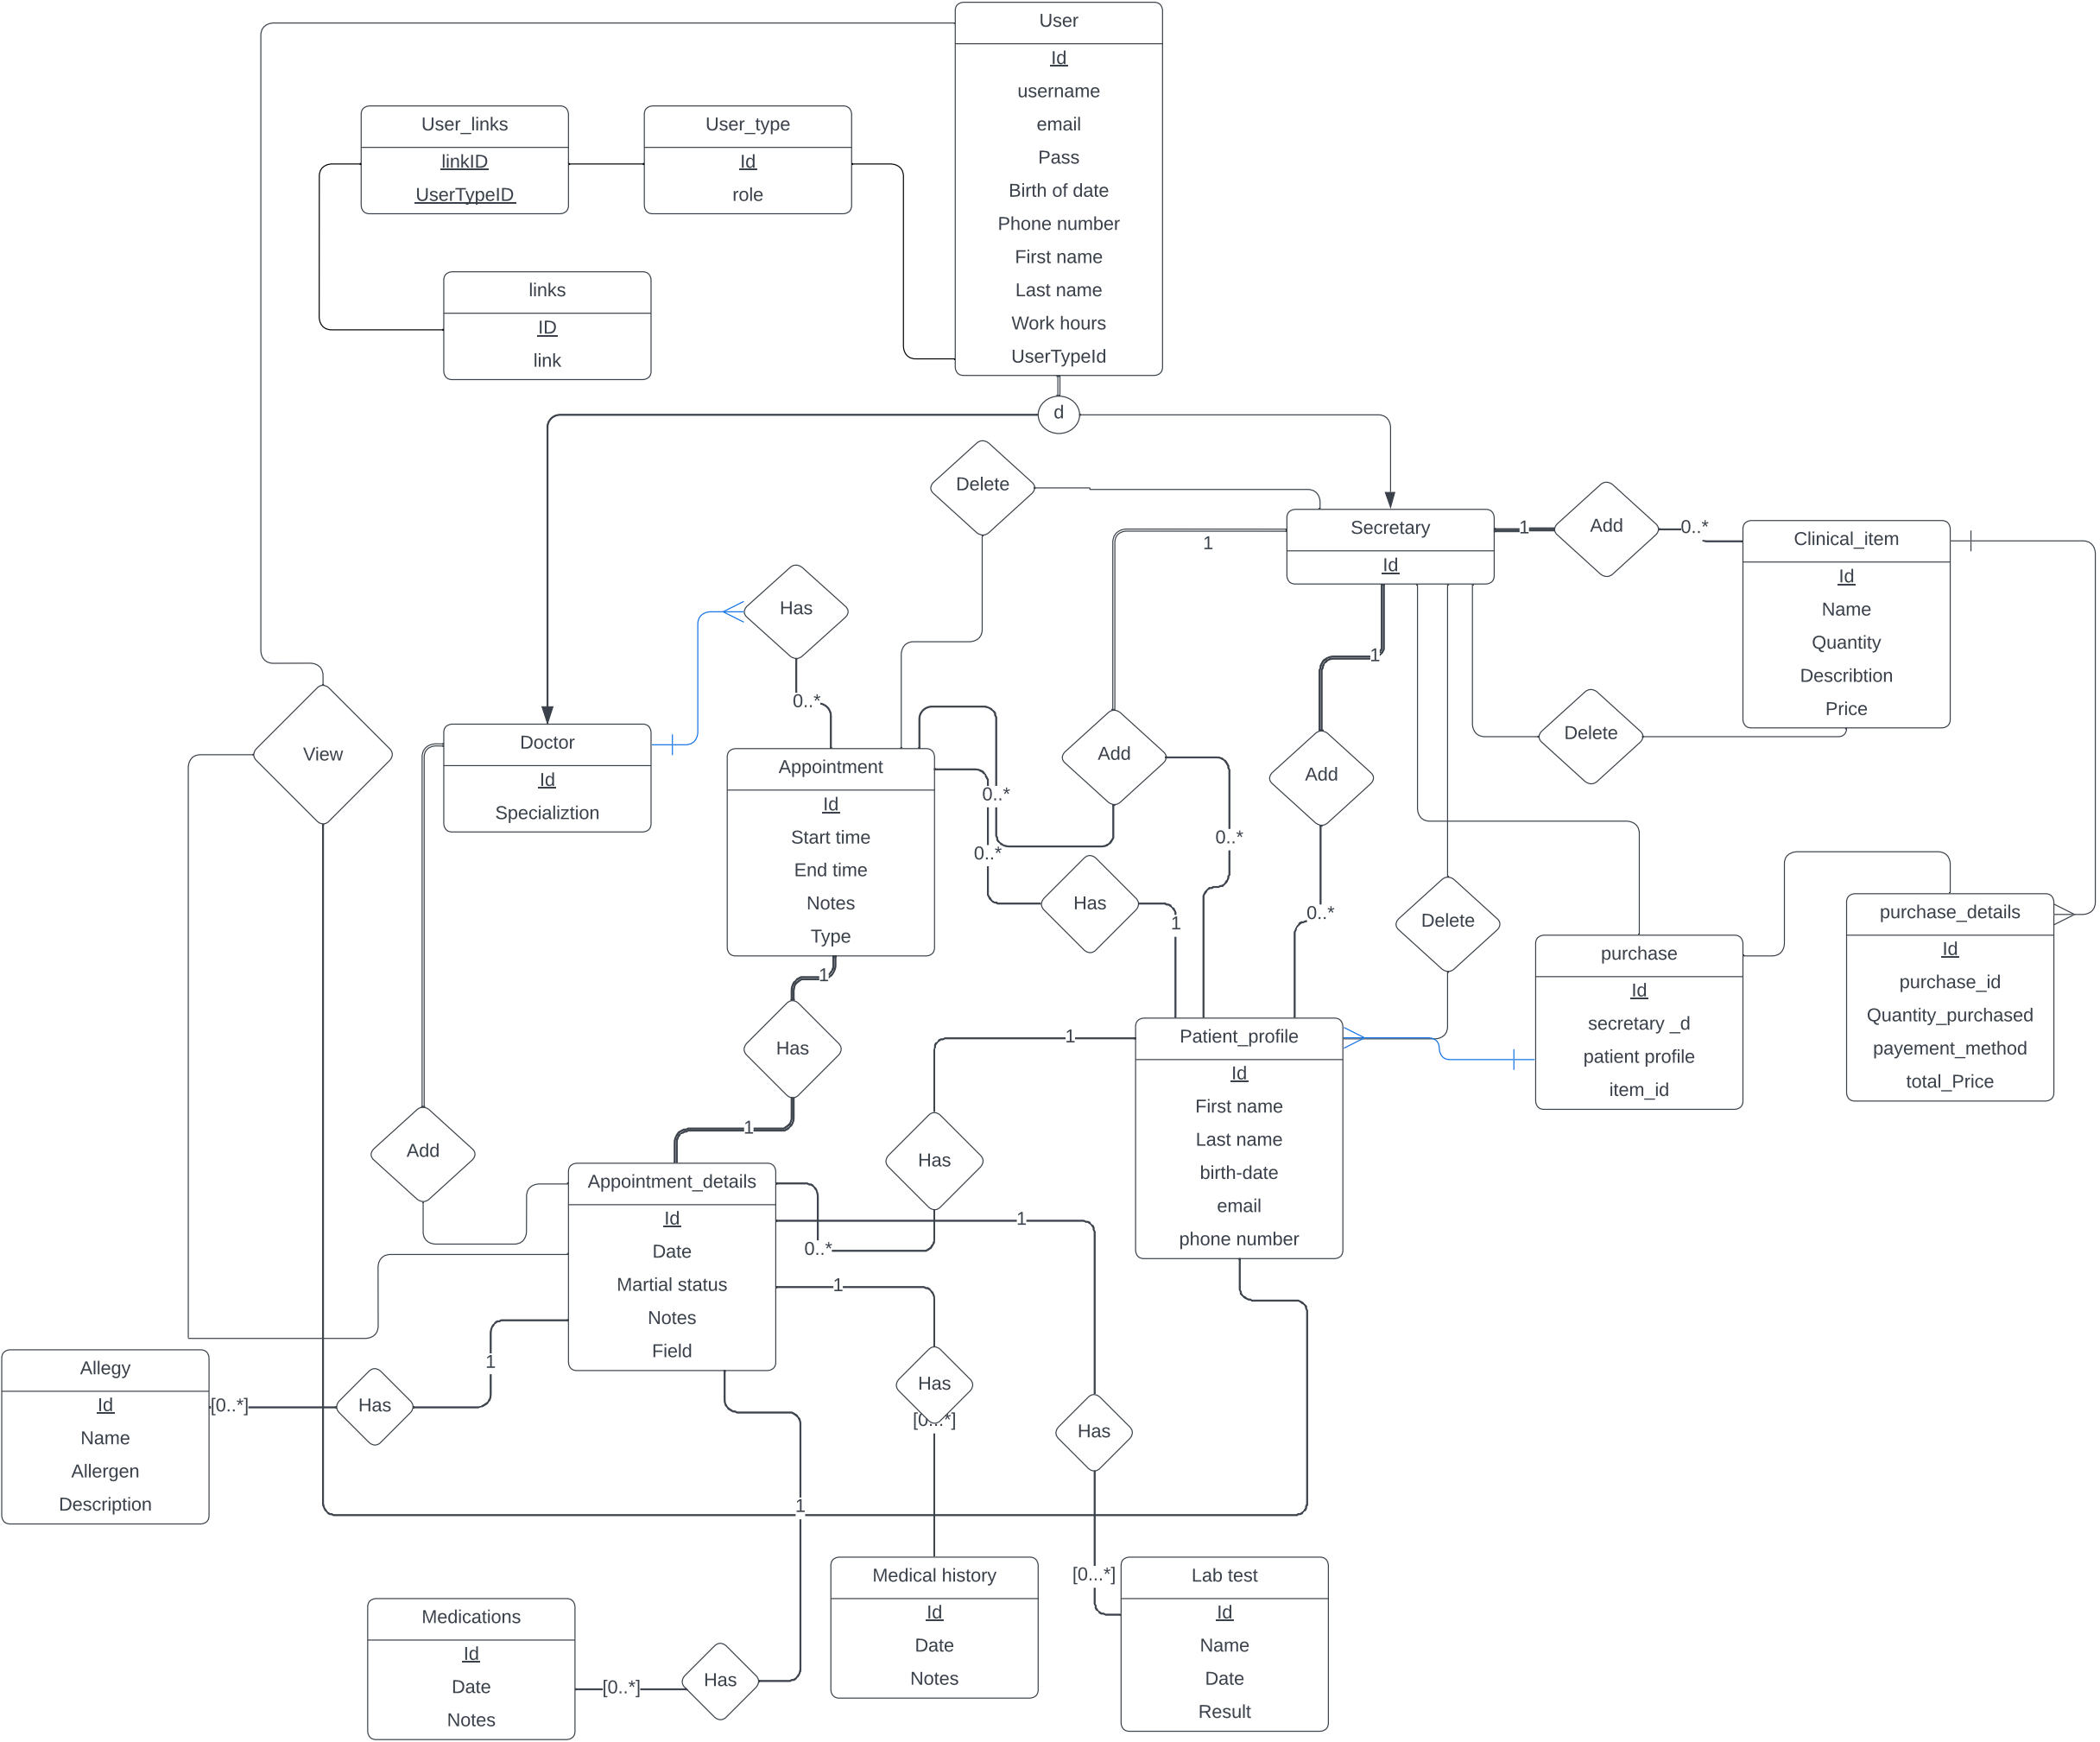 User
Id
username
email
Pass
Birth of date
Phone number
First name
Last name
Work hours
UserTypeId
User_links
linkID
UserTypeID
User_type
Id
role
links
ID
link
d
Delete
Secretary
Id
1
Add
0..*
Clinical_item
Id
Name
Quantity
Describtion
Price
1
Has
0..*
1
Delete
View
Doctor
Id
Specializtion
Appointment
Id
Start time
End time
Notes
Type
Add
Add
0..*
0..*
0..*
Has
1
0..*
Delete
purchase
Id
secretary _d
patient profile
item_id
purchase_details
Id
purchase_id
Quantity_purchased
payement_method
total_Price
1
Has
1
1
Patient_profile
Id
First name
Last name
birth-date
email
phone number
Add
Has
Appointment_details
Id
Date
Martial status
Notes
Field
0..*
1
1
Has
[0...*]
Has
Allegy
Id
Name
Allergen
Description
[0..*]
Has
1
1
[0...*]
Medical history
Id
Date
Notes
Lab test
Id
Name
Date
Result
Medications
Id
Date
Notes
[0..*]
Has